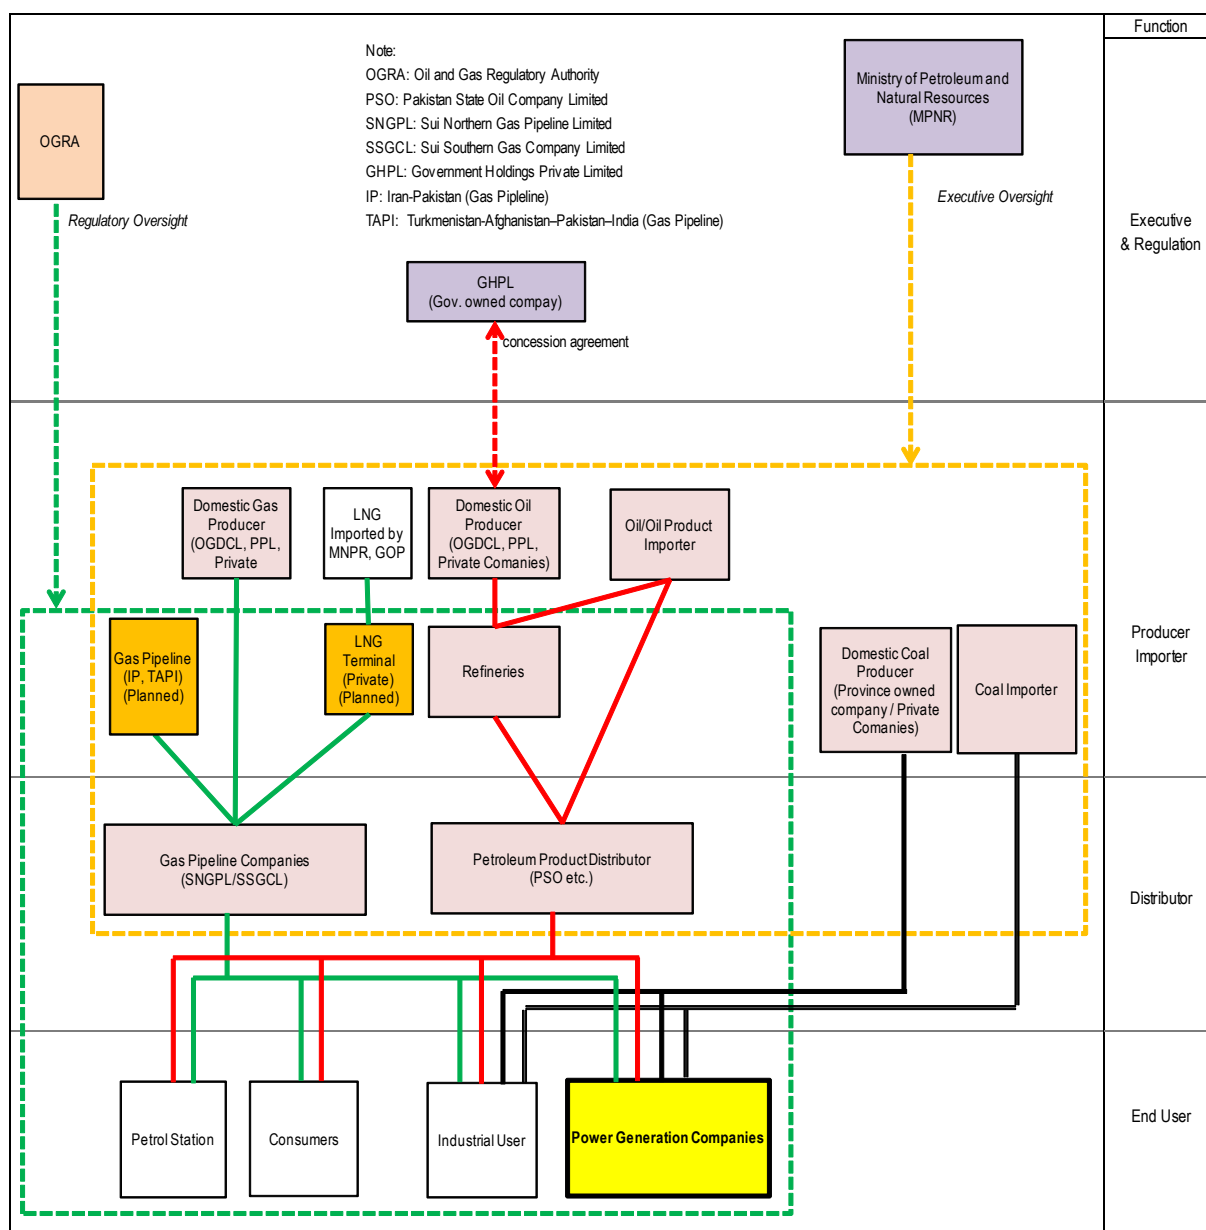 Function
Note:
OGRA: Oil and Gas Regulatory Authority
PSO: Pakistan State Oil Company Limited
SNGPL: Sui Northern Gas Pipeline Limited
SSGCL: Sui Southern Gas Company Limited
GHPL: Government Holdings Private Limited
IP: Iran-Pakistan (Gas Pipleline)
TAPI: Turkmenistan-Afghanistan–Pakistan–India (Gas Pipeline)
Ministry of Petroleum and
Natural Resources
(MPNR)
OGRA
Regulatory Oversight
Executive Oversight
Executive
& Regulation
GHPL
(Gov. owned compay)
concession agreement
Domestic Gas
Producer
(OGDCL, PPL,
Private
LNG
Imported by
MNPR, GOP
Domestic Oil
Producer
(OGDCL, PPL,
Private Comanies)
Oil/Oil Product
Importer
Gas Pipeline
(IP, TAPI)
(Planned)
LNG
Terminal
(Private)
(Planned)
Refineries
Domestic Coal
Producer
(Province owned
company / Private
Comanies)
Coal Importer
Producer
Importer
Gas Pipeline Companies
(SNGPL/SSGCL)
Petroleum Product Distributor
(PSO etc.)
Distributor
Petrol Station
Consumers
Industrial User
Power Generation Companies
End User